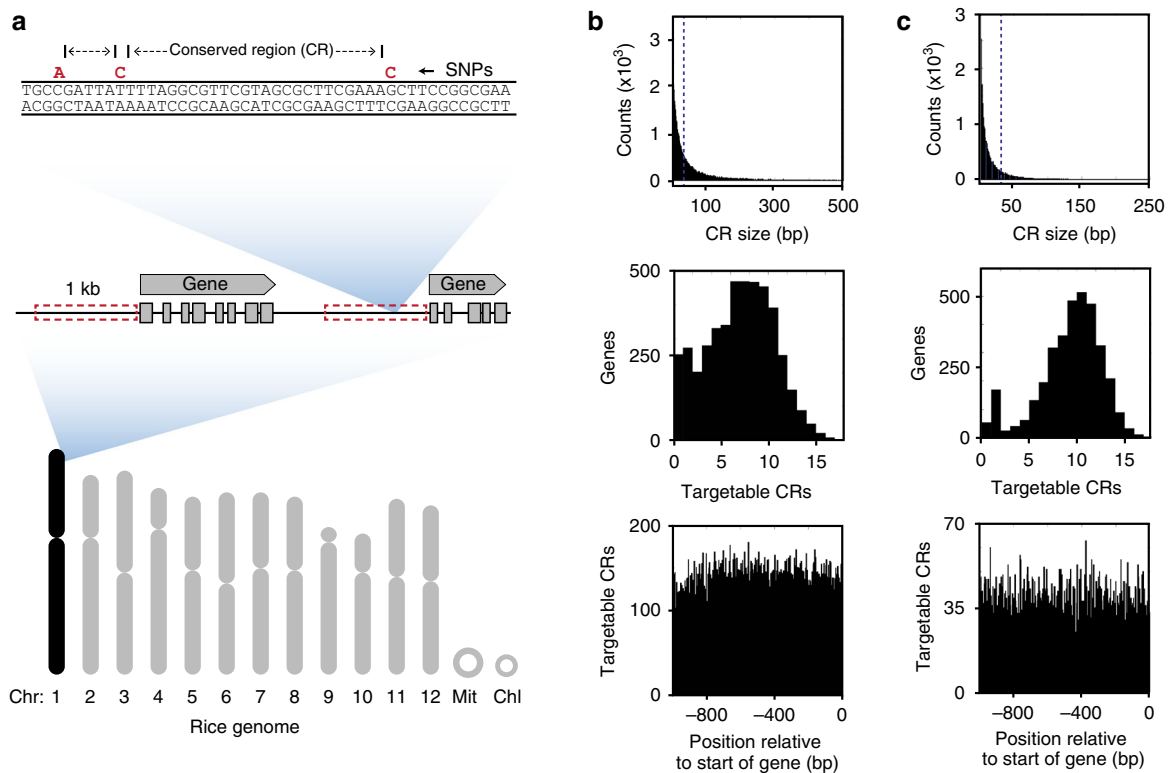 a
Conserved region (CR)
A C C SNPs
TGCCGATTATTTTAGGCGTTCGTAGCGCTTCGAAAGCTTCCGGCGAA
ACGGCTAATAAAATCCGCAAGCATCGCGAAGCTTTCGAAGGCCGCTT
1 kb
Gene
Gene
Chr: 1 2 3 4 5 6 7 8 9 10 11 12 Mit Chl
Rice genome
b
Counts (x10³)
3
2
1
0
100 300 500
CR size (bp)
Genes
500
250
0
0 5 10 15
Targetable CRs
Targetable CRs
200
100
0
−800 −400 0
Position relative
to start of gene (bp)
c
Counts (x10³)
3
2
1
0
50 150 250
CR size (bp)
Genes
500
250
0
0 5 10 15
Targetable CRs
Targetable CRs
70
35
0
−800 −400 0
Position relative
to start of gene (bp)